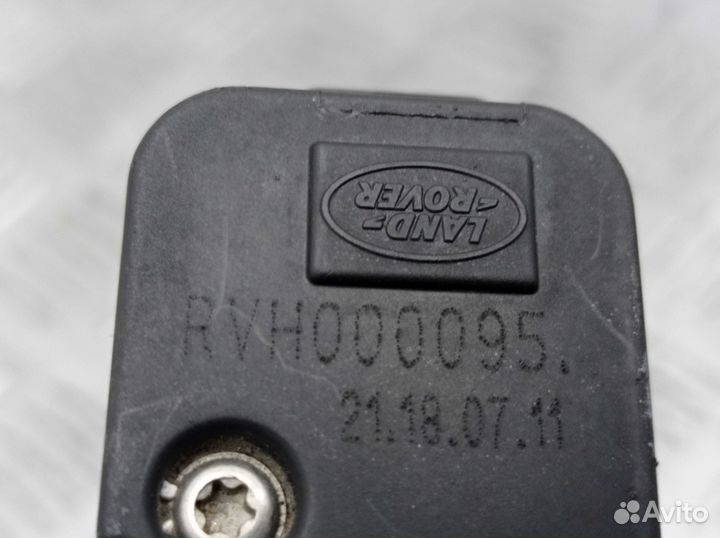 LAND-
-ROVER
RVH000095.
21.18.07.11
Avito